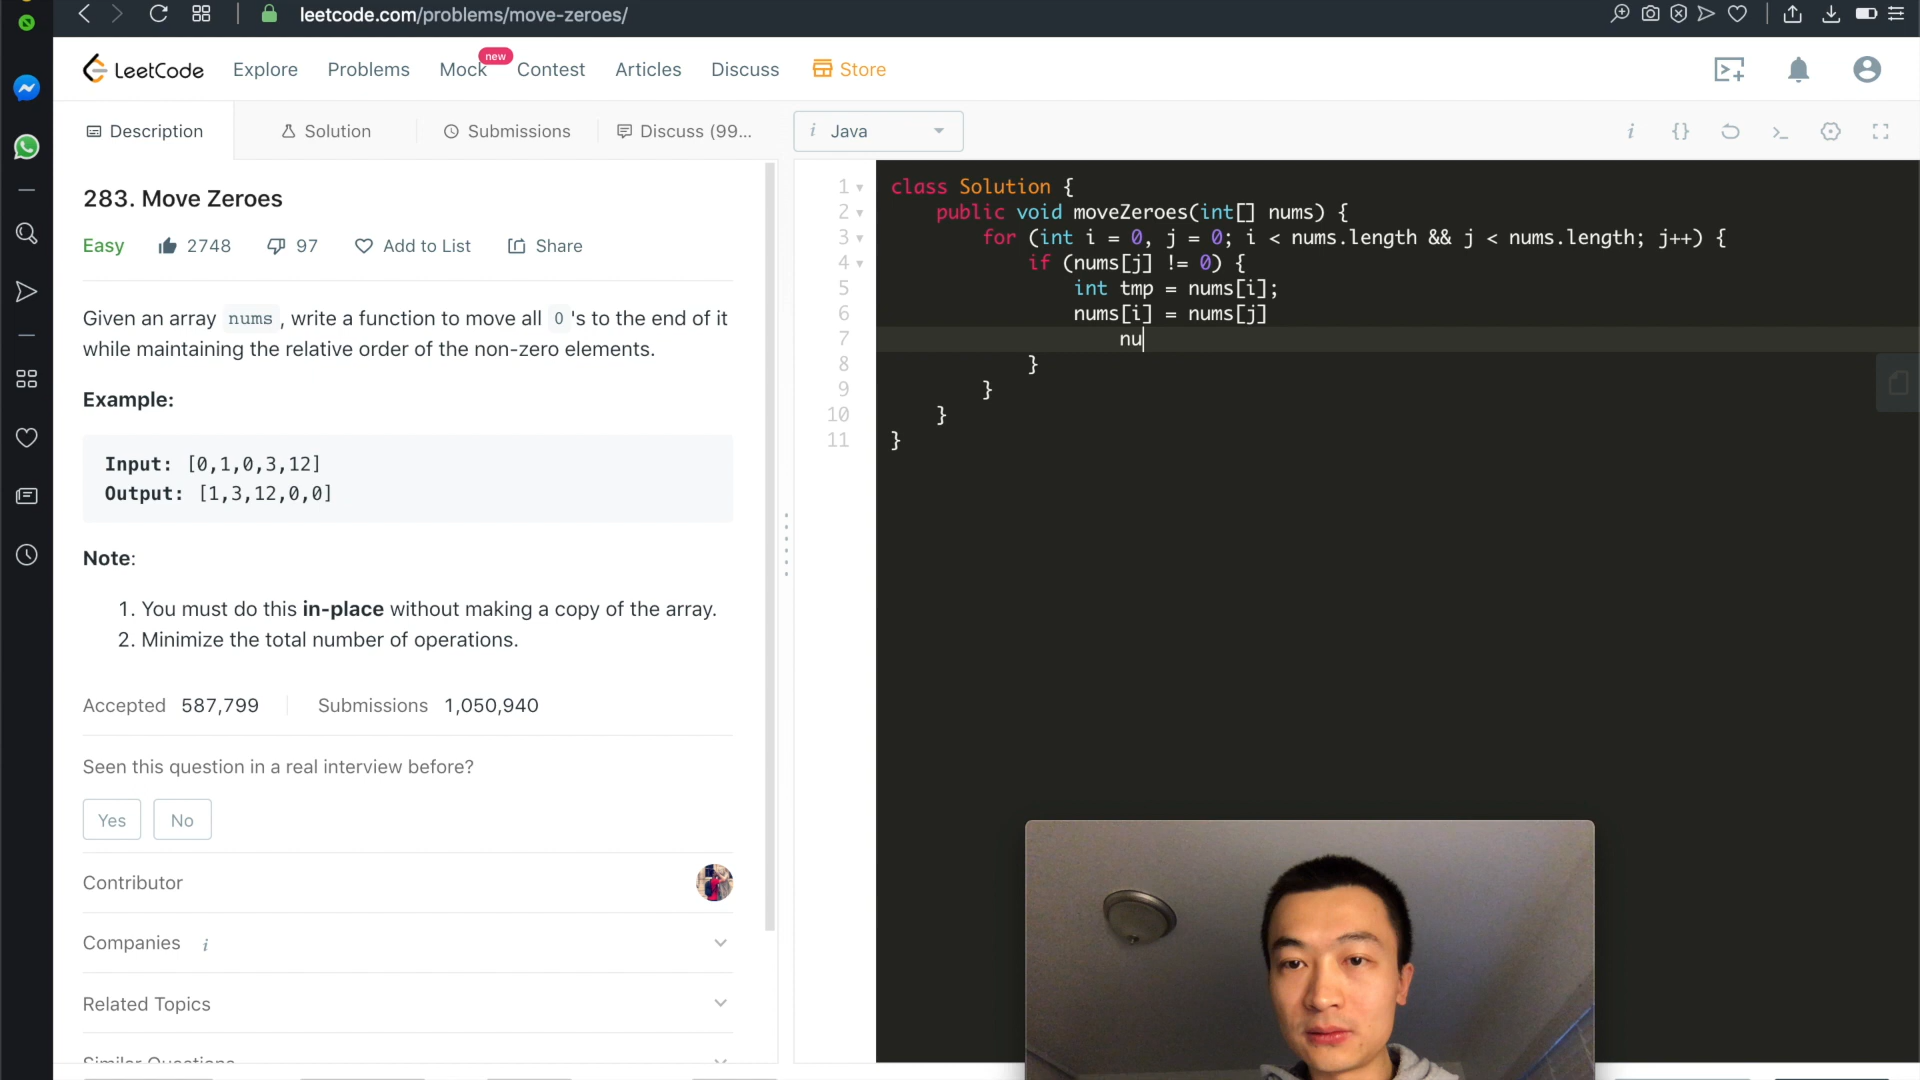 leetcode.com/problems/move-zeroes/
LeetCode Explore Problems Mock new Contest Articles Discuss Store
Description Solution Submissions Discuss (99... i Java
283. Move Zeroes
Easy 2748 97 Add to List Share
Given an array nums , write a function to move all 0 's to the end of it
while maintaining the relative order of the non-zero elements.
Example:
Input: [0,1,0,3,12]
Output: [1,3,12,0,0]
Note:
1. You must do this in-place without making a copy of the array.
2. Minimize the total number of operations.
Accepted 587,799 Submissions 1,050,940
Seen this question in a real interview before?
Yes No
Contributor
Companies i
Related Topics
Similar Questions
1 class Solution {
2 public void moveZeroes(int[] nums) {
3 for (int i = 0, j = 0; i < nums.length && j < nums.length; j++) {
4 if (nums[j] != 0) {
5 int tmp = nums[i];
6 nums[i] = nums[j]
7 nu
8 }
9 }
10 }
11 }